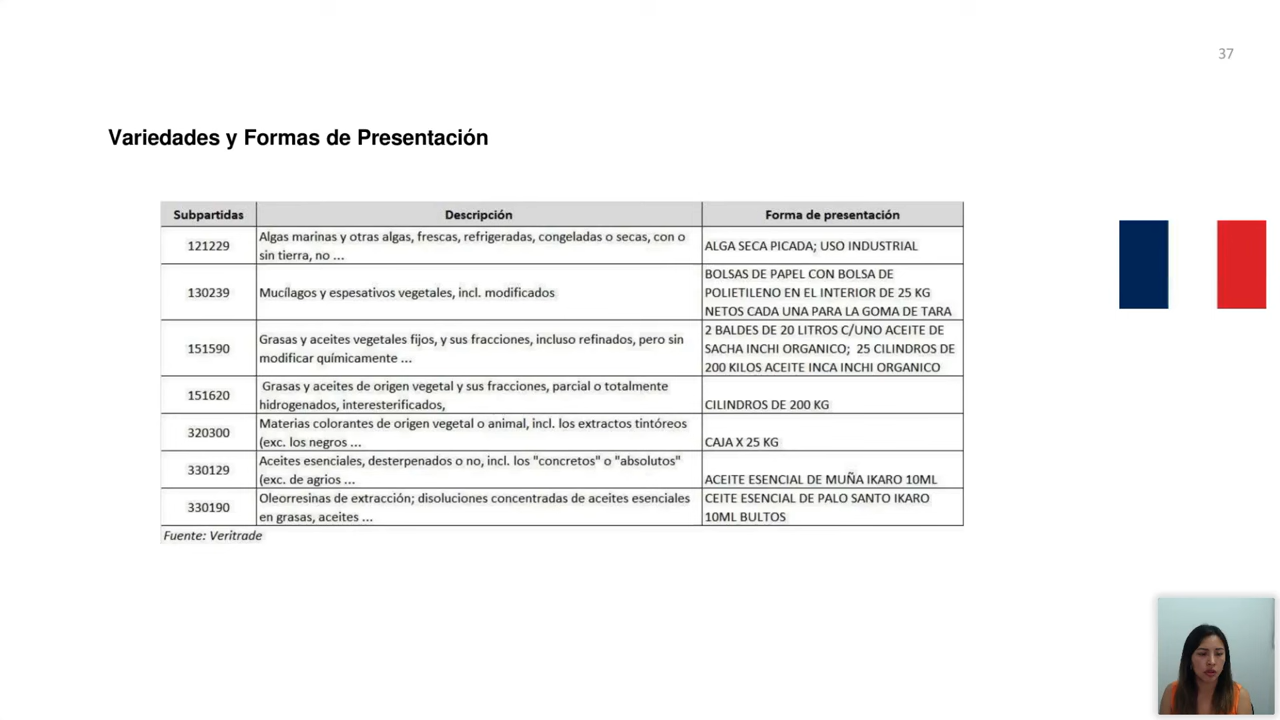 37
Variedades y Formas de Presentación
Subpartidas Descripción Forma de presentación
121229 Algas marinas y otras algas, frescas, refrigeradas, congeladas o secas, con o
sin tierra, no ... ALGA SECA PICADA; USO INDUSTRIAL
130239 Mucílagos y espesativos vegetales, incl. modificados
BOLSAS DE PAPEL CON BOLSA DE
POLIETILENO EN EL INTERIOR DE 25 KG
NETOS CADA UNA PARA LA GOMA DE TARA
151590 Grasas y aceites vegetales fijos, y sus fracciones, incluso refinados, pero sin
modificar químicamente ...
2 BALDES DE 20 LITROS C/UNO ACEITE DE
SACHA INCHI ORGANICO; 25 CILINDROS DE
200 KILOS ACEITE INCA INCHI ORGANICO
151620 Grasas y aceites de origen vegetal y sus fracciones, parcial o totalmente
hidrogenados, interesterificados, CILINDROS DE 200 KG
320300 Materias colorantes de origen vegetal o animal, incl. los extractos tintóreos
(exc. los negros ... CAJA X 25 KG
330129 Aceites esenciales, desterpenados o no, incl. los "concretos" o "absolutos"
(exc. de agrios ... ACEITE ESENCIAL DE MUÑA IKARO 10ML
330190 Oleorresinas de extracción; disoluciones concentradas de aceites esenciales
en grasas, aceites ...
CEITE ESENCIAL DE PALO SANTO IKARO
10ML BULTOS
Fuente: Veritrade